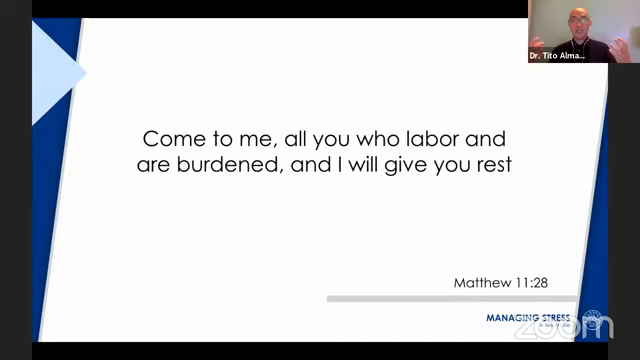 Dr. Tito Alma...
Come to me, all you who labor and
are burdened, and I will give you rest
Matthew 11:28
MANAGING STRESS
zoom